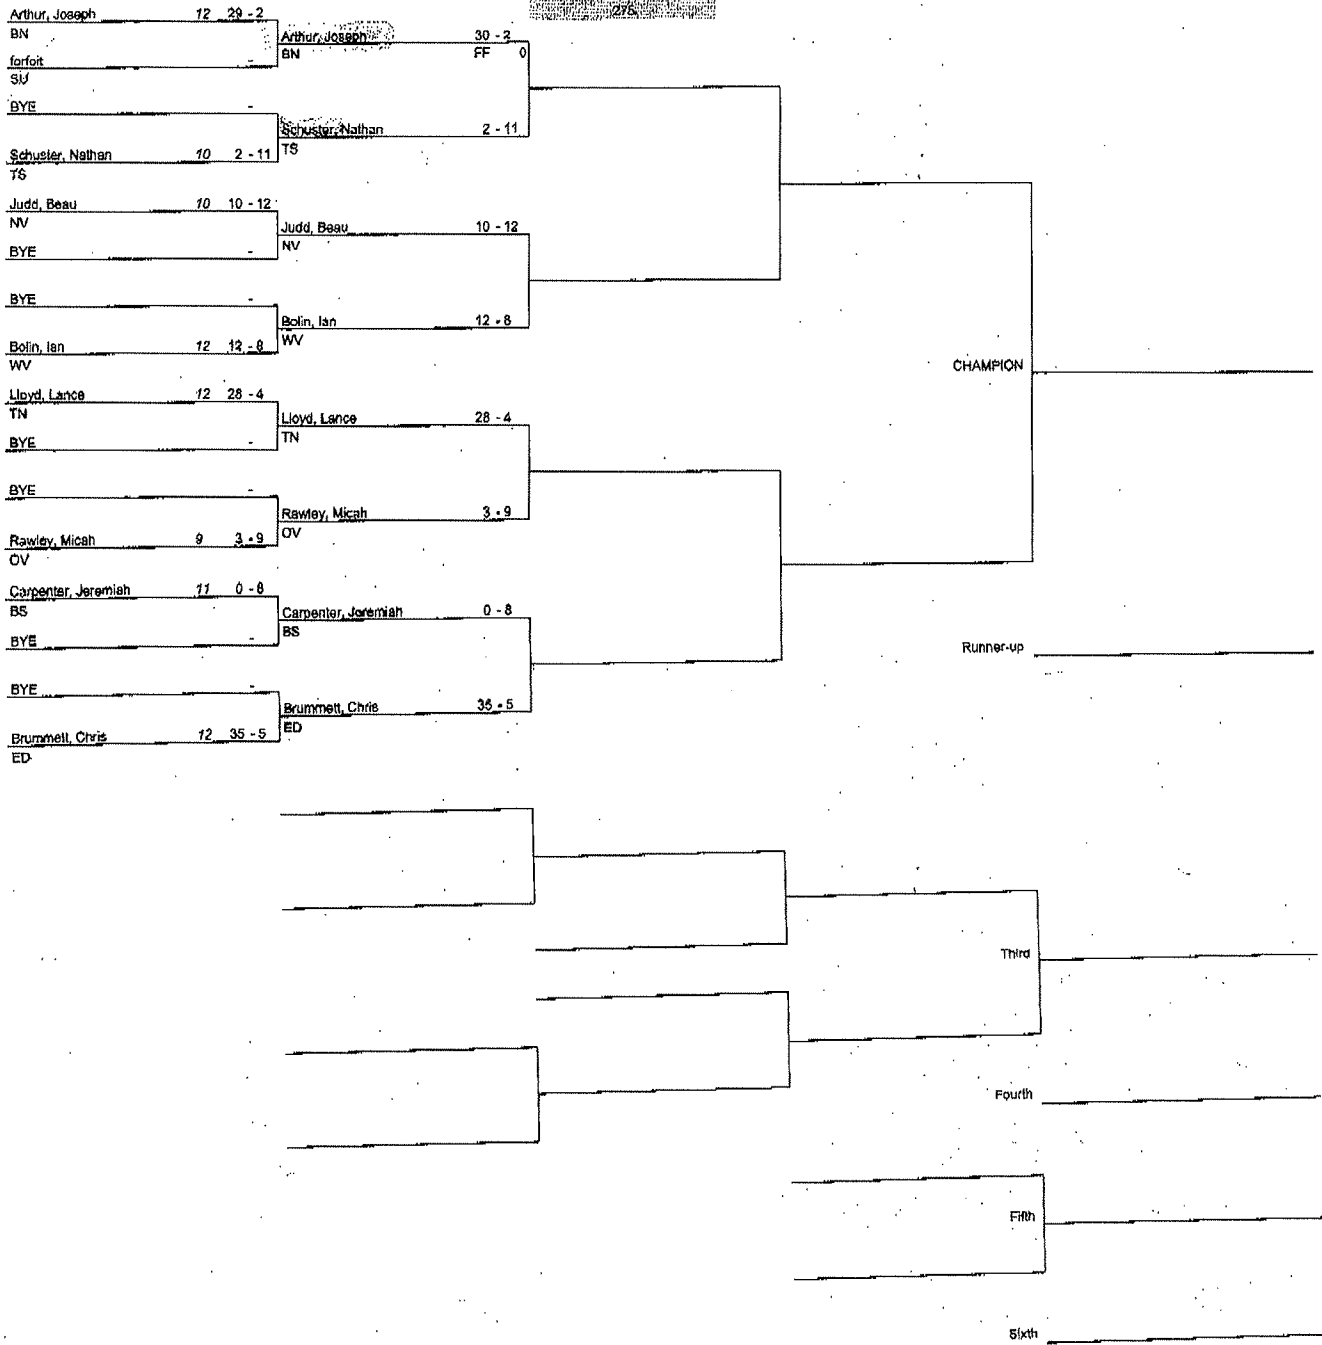 275
Arthur, Joseph 12 29 - 2
BN
forfoit
SU
BYE -
Schuster, Nathan 10 2 - 11
TS
Judd, Beau 10 10 - 12
NV
BYE -
BYE -
Bolin, Ian 12 12 - 8
WV
Lloyd, Lance 12 28 - 4
TN
BYE -
BYE -
Rawley, Micah 9 3 - 9
OV
Carpenter, Jeremiah 11 0 - 8
BS
BYE -
BYE -
Brummett, Chris 12 35 - 5
ED
Arthur, Joseph 30 - 2
BN FF 0
Schuster, Nathan 2 - 11
TS
Judd, Beau 10 - 12
NV
Bolin, Ian 12 - 8
WV
Lloyd, Lance 28 - 4
TN
Rawley, Micah 3 - 9
OV
Carpenter, Jeremiah 0 - 8
BS
Brummett, Chris 35 - 5
ED
CHAMPION
Runner-up
Third
Fourth
Fifth
Sixth